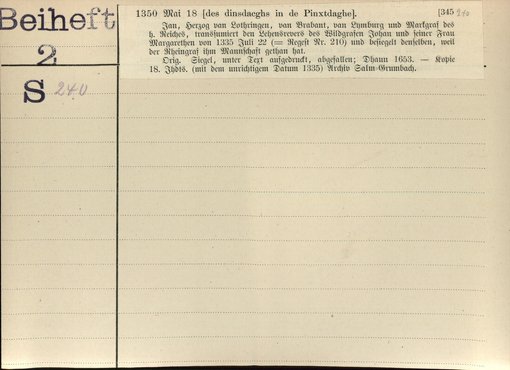 Beiheft
2
S 240
1350 Mai 18 [des dinsdaeghs in de Pinxtdaghe]. [345 240
Jan, Herzog van Lothringen, van Brabant, van Lymburg und Markgraf des
h. Reiches, transsumiert den Lehensrevers des Wildgrafen Johan und seiner Frau
Margarethen von 1335 Juli 22 (= Regest Nr. 210) und besiegelt denselben, weil
der Rheingraf ihm Mannschaft gethan hat.
Orig. Siegel, unter Text aufgedruckt, abgefallen; Dhaun 1653. — Kopie
18. Jhdts. (mit dem unrichtigem Datum 1335) Archiv Salm-Grumbach.